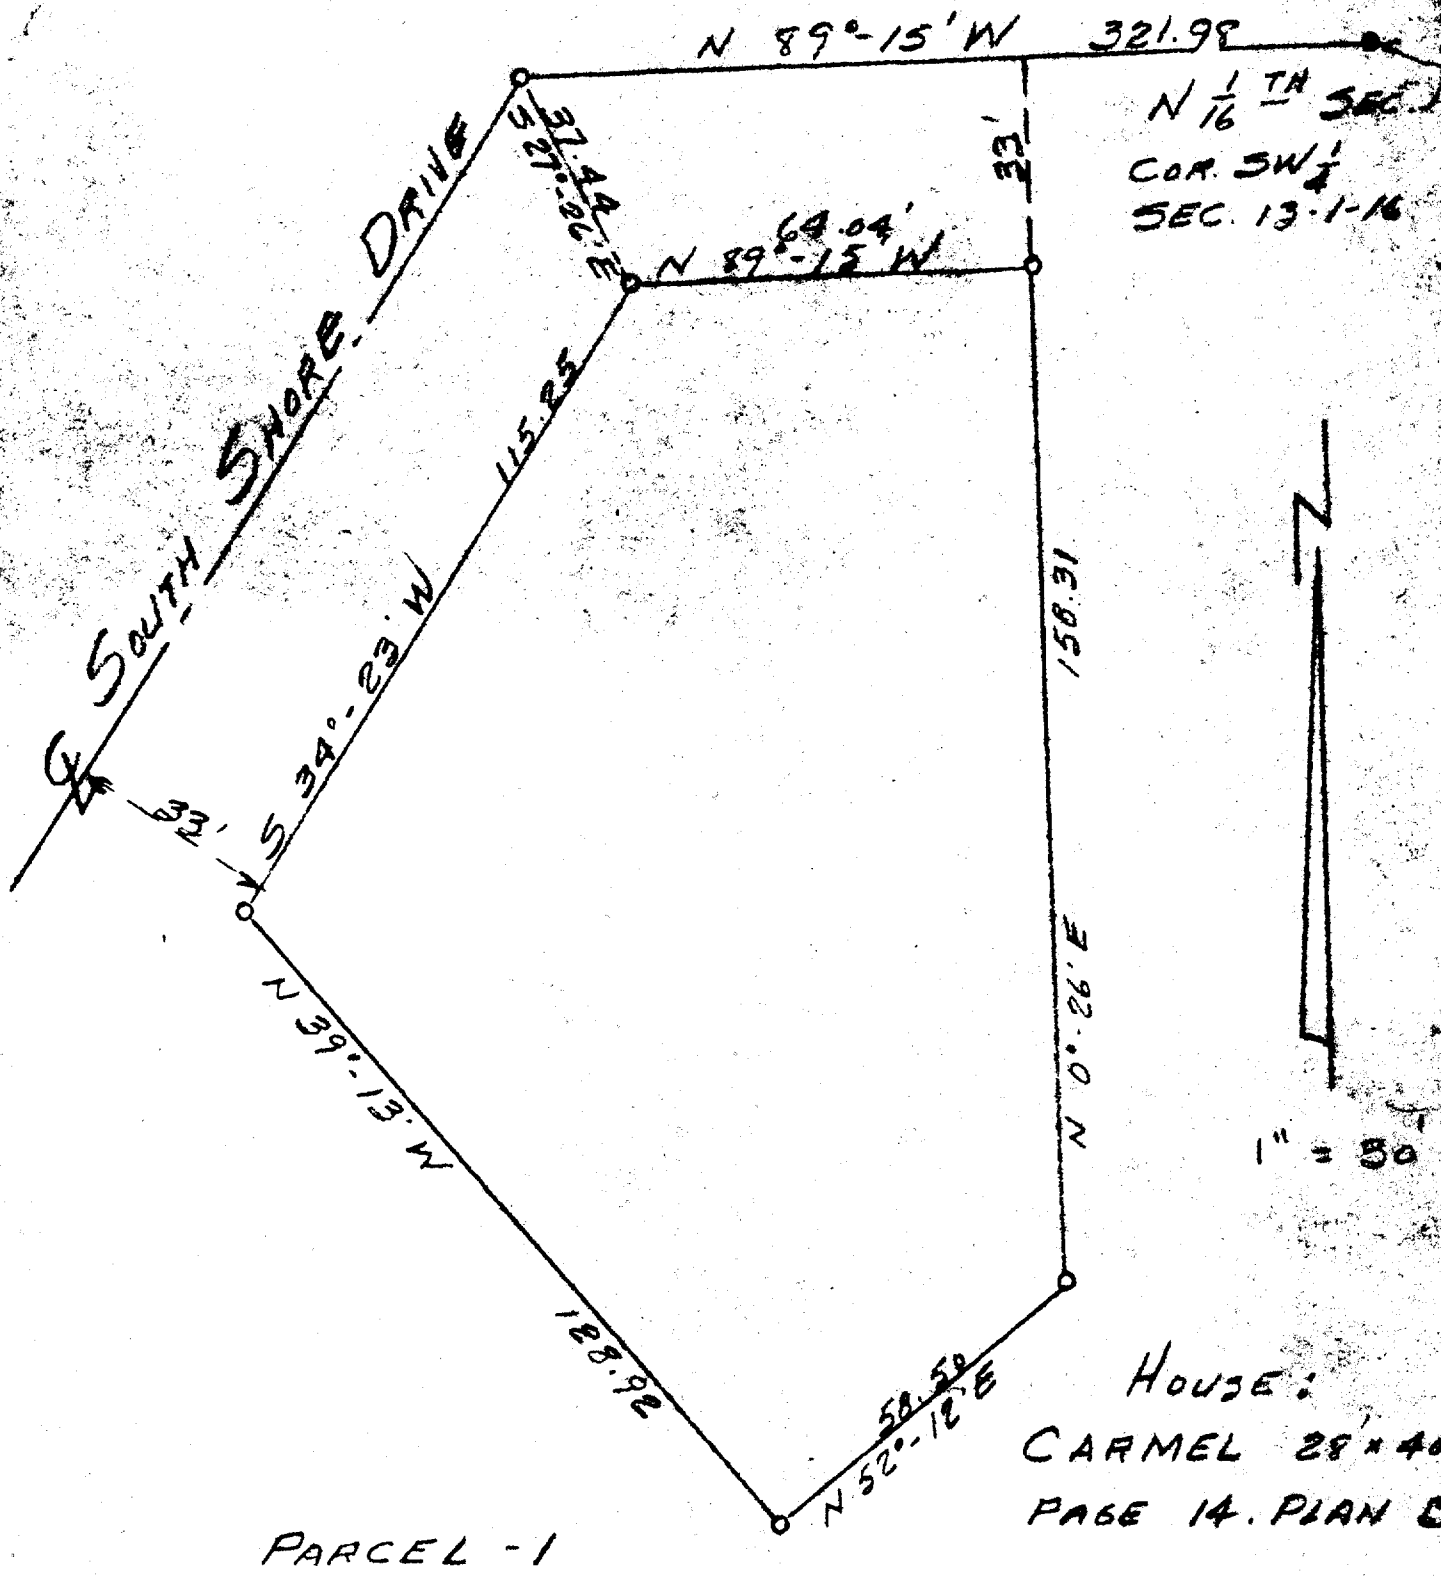 N 89°-15' W 321.98
N 1/16 TH SEC.
COR. SW 1/4
SEC. 13-1-16
33'
37.44
S 27°-26' E
64.04'
N 89°-15' W
SOUTH SHORE DRIVE
115.85
S 34°-23' W
33'
158.31
N 0°-26' E
N
1" = 30'
N 39°-13' W
128.92
58.50
N 52°-12' E
HOUSE:
CARMEL 28' x 40
PAGE 14. PLAN
PARCEL -1